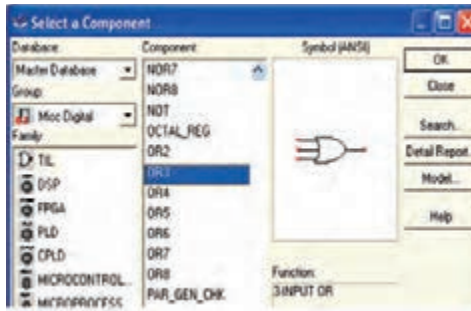 Select a Component
Database:
Master Database
Group:
Misc Digital
Family:
TIL
DSP
FPGA
PLD
CPLD
MICROCONTROL..
MICROPROCESS
Component:
NOR7
NOR8
NOT
OCTAL_REG
OR2
OR3
OR4
OR5
OR6
OR7
OR8
PAR_GEN_CHK
Symbol (ANSI)
Function:
3-INPUT OR
OK
Close
Search...
Detail Report..
Model...
Help